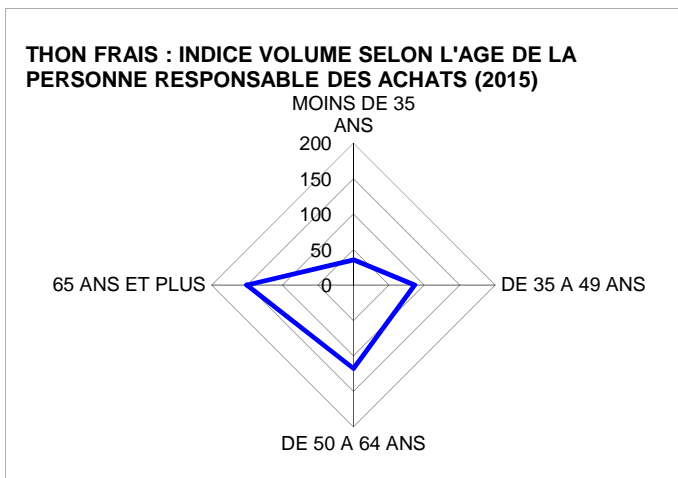 THON FRAIS : INDICE VOLUME SELON L'AGE DE LA
PERSONNE RESPONSABLE DES ACHATS (2015)
MOINS DE 35
ANS
200
150
100
50
65 ANS ET PLUS
0
DE 35 A 49 ANS
DE 50 A 64 ANS